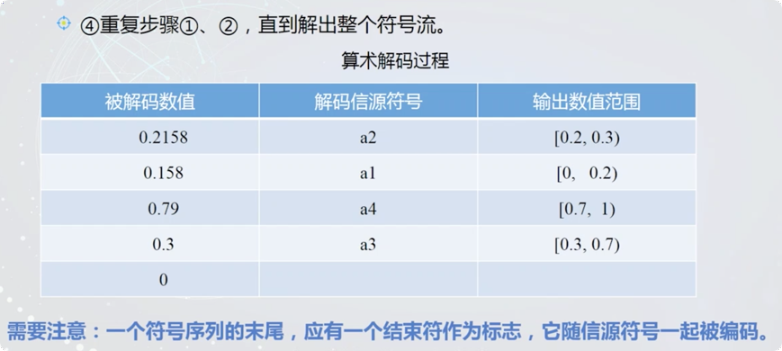 ④重复步骤①、②，直到解出整个符号流。
算术解码过程
被解码数值 解码信源符号 输出数值范围
0.2158 a2 [0.2, 0.3)
0.158 a1 [0, 0.2)
0.79 a4 [0.7, 1)
0.3 a3 [0.3, 0.7)
0
需要注意：一个符号序列的末尾，应有一个结束符作为标志，它随信源符号一起被编码。